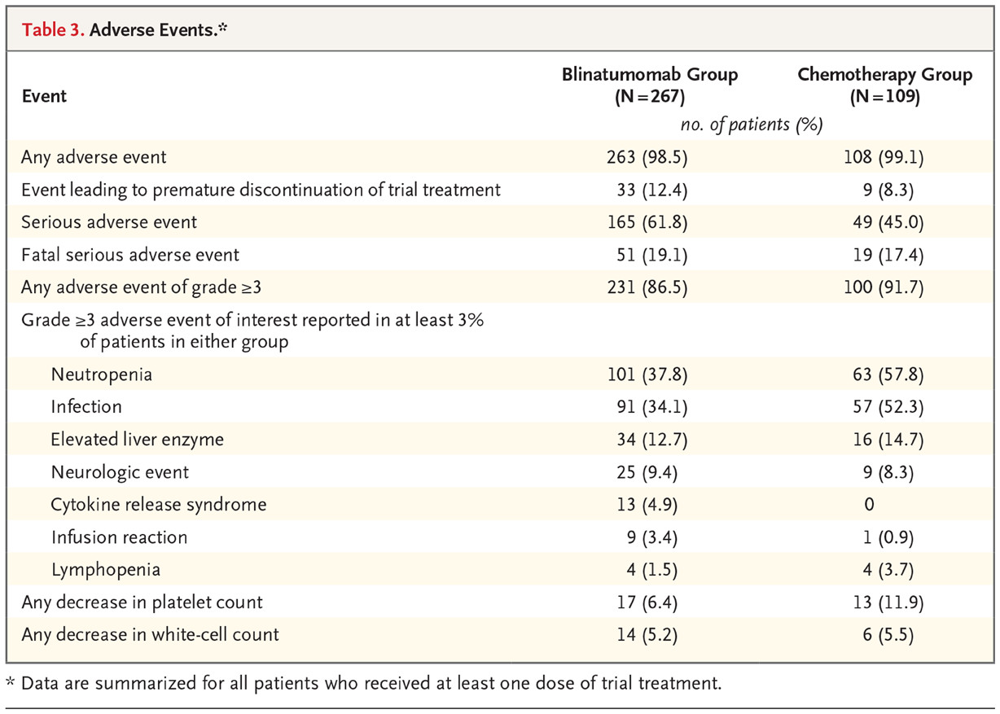 Table 3. Adverse Events.*
Event Blinatumomab Group (N=267) Chemotherapy Group (N=109)
no. of patients (%)
Any adverse event 263 (98.5) 108 (99.1)
Event leading to premature discontinuation of trial treatment 33 (12.4) 9 (8.3)
Serious adverse event 165 (61.8) 49 (45.0)
Fatal serious adverse event 51 (19.1) 19 (17.4)
Any adverse event of grade ≥3 231 (86.5) 100 (91.7)
Grade ≥3 adverse event of interest reported in at least 3%
of patients in either group
Neutropenia 101 (37.8) 63 (57.8)
Infection 91 (34.1) 57 (52.3)
Elevated liver enzyme 34 (12.7) 16 (14.7)
Neurologic event 25 (9.4) 9 (8.3)
Cytokine release syndrome 13 (4.9) 0
Infusion reaction 9 (3.4) 1 (0.9)
Lymphopenia 4 (1.5) 4 (3.7)
Any decrease in platelet count 17 (6.4) 13 (11.9)
Any decrease in white-cell count 14 (5.2) 6 (5.5)
* Data are summarized for all patients who received at least one dose of trial treatment.